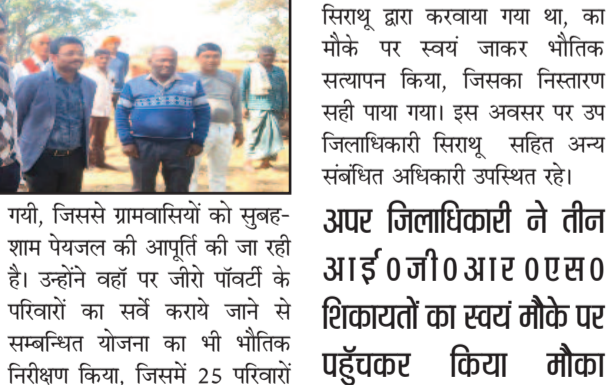 गयी, जिससे ग्रामवासियों को सुबह-
शाम पेयजल की आपूर्ति की जा रही
है। उन्होंने वहॉ पर जीरो पॉवर्टी के
परिवारों का सर्वे कराये जाने से
सम्बन्धित योजना का भी भौतिक
निरीक्षण किया, जिसमें 25 परिवारों
सिराथू द्वारा करवाया गया था, का
मौके पर स्वयं जाकर भौतिक
सत्यापन किया, जिसका निस्तारण
सही पाया गया। इस अवसर पर उप
जिलाधिकारी सिराथू सहित अन्य
संबंधित अधिकारी उपस्थित रहे।
अपर जिलाधिकारी ने तीन
आई0जी0आर0एस0
शिकायतों का स्वयं मौके पर
पहुॅचकर किया मौका